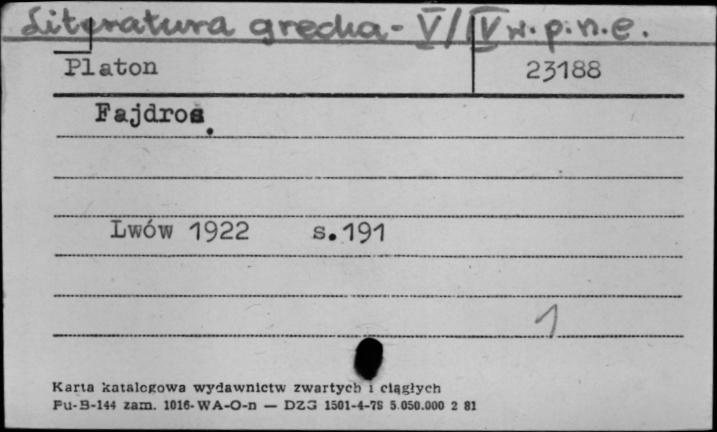 Literatura grecka - V/IV w. p. n. e.
Platon 23188
Fajdros.
Lwów 1922 s.191
1
Karta katalogowa wydawnictw zwartych i ciągłych
Pu-B-144 zam. 1016-WA-O-n — DZG 1501-4-78 5.050.000 2 81